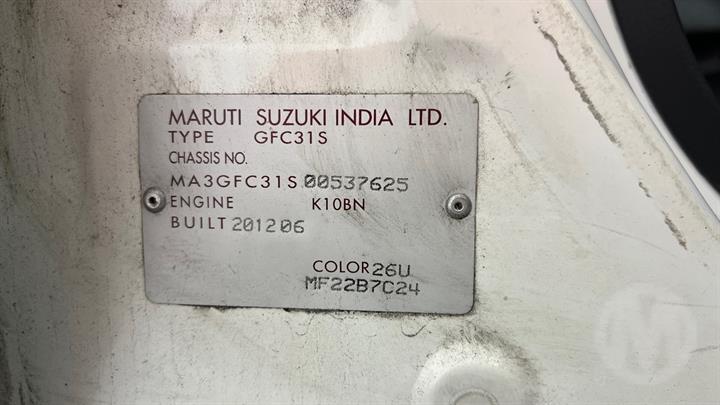 MARUTI SUZUKI INDIA LTD.
TYPE GFC31S
CHASSIS NO.
MA3GFC31S00537625
ENGINE K10BN
BUILT 201206
COLOR 26U
MF22B7C24